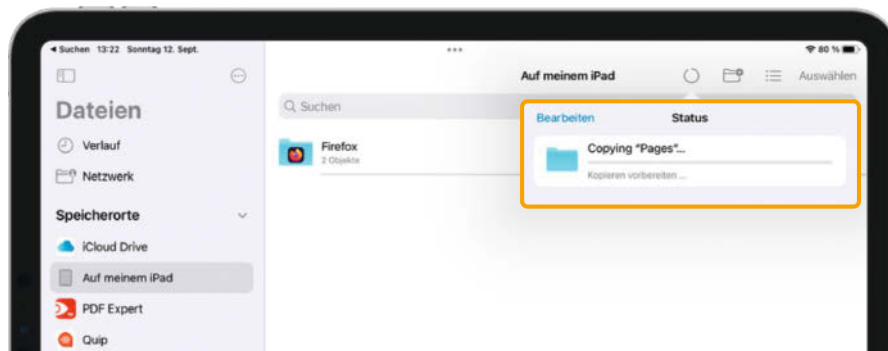 Suchen 13:22 Sonntag 12. Sept.
80 %
Auf meinem iPad
Auswählen
Dateien
Suchen
Bearbeiten
Status
Verlauf
Firefox
2 Objekte
Copying “Pages”...
Kopieren vorbereiten ...
Netzwerk
Speicherorte
iCloud Drive
Auf meinem iPad
PDF Expert
Quip